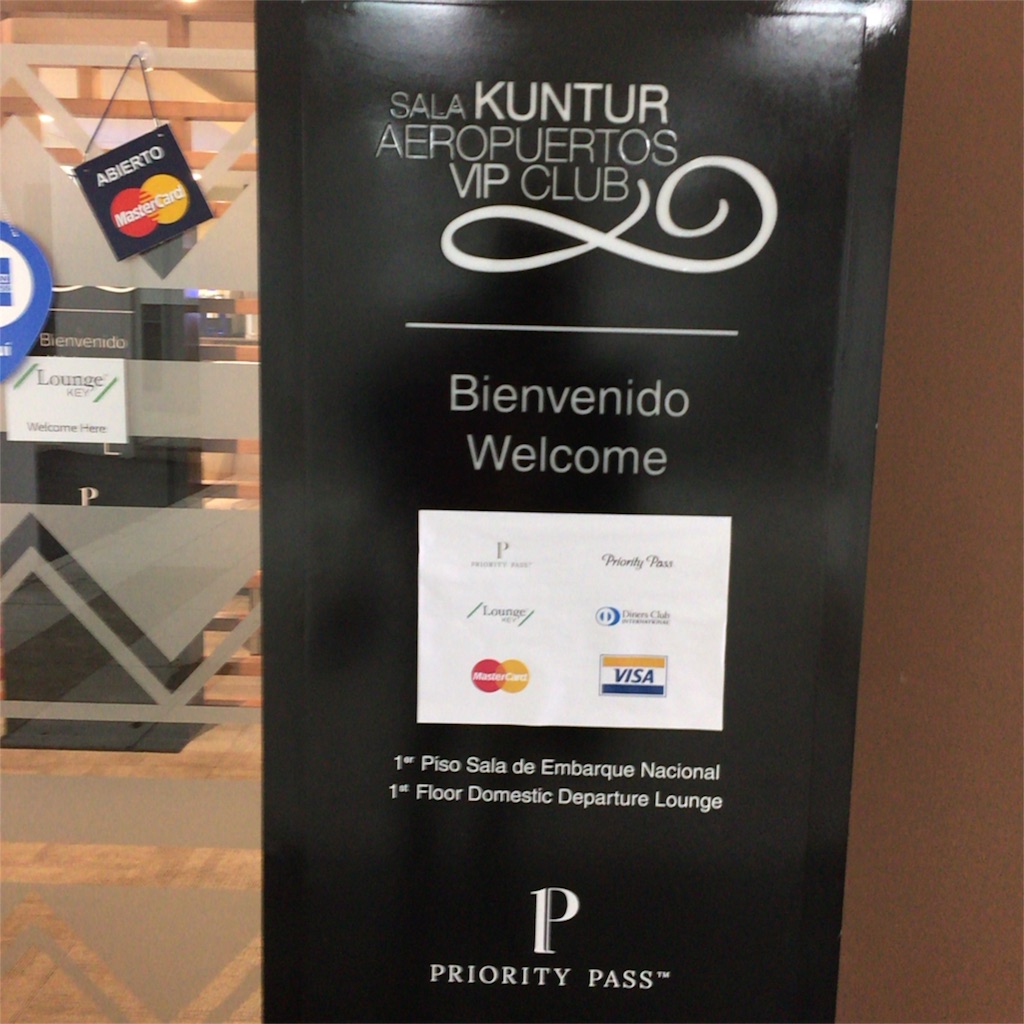 SALA KUNTUR
AEROPUERTOS
VIP CLUB
Bienvenido
Welcome
P
PRIORITY PASS
Priority Pass
Lounge
KEY
Diners Club
INTERNATIONAL
MasterCard
VISA
1er Piso Sala de Embarque Nacional
1st Floor Domestic Departure Lounge
P
PRIORITY PASS™
ABIERTO
MasterCard
Bienvenido
Lounge
KEY
Welcome Here
P